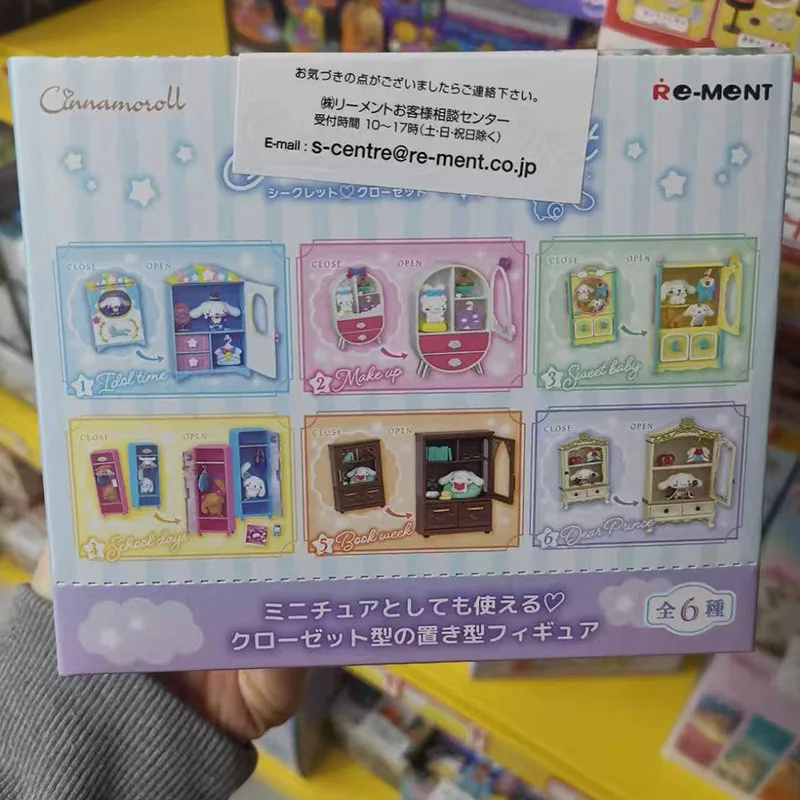 Cinnamoroll
Re-MENT
お気づきの点がございましたらご連絡下さい。
㈱リーメントお客様相談センター
受付時間 10〜17時(土・日・祝日除く)
E-mail : s-centre@re-ment.co.jp
シークレット♡クローゼット
CLOSE OPEN
1 Idol time
CLOSE OPEN
2 Make up
CLOSE OPEN
3 Sweet baby
CLOSE OPEN
4 School days
CLOSE OPEN
5 Book week
CLOSE OPEN
6 Dear Prince
ミニチュアとしても使える♡
クローゼット型の置き型フィギュア
全6種